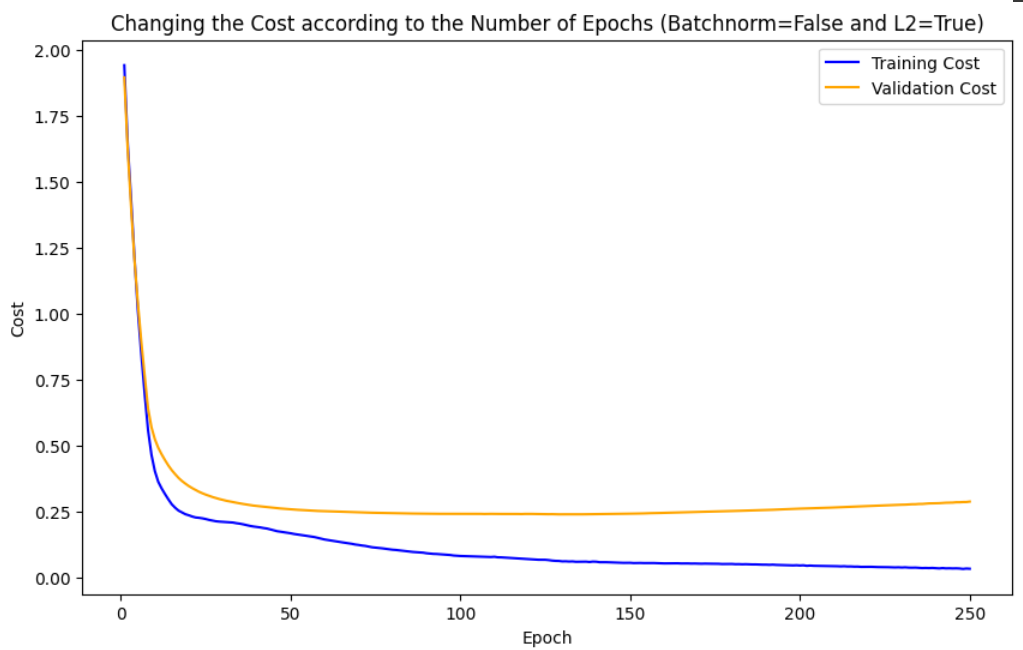 Changing the Cost according to the Number of Epochs (Batchnorm=False and L2=True)
Training Cost
Validation Cost
2.00
1.75
1.50
1.25
1.00
0.75
0.50
0.25
0.00
Cost
0 50 100 150 200 250
Epoch